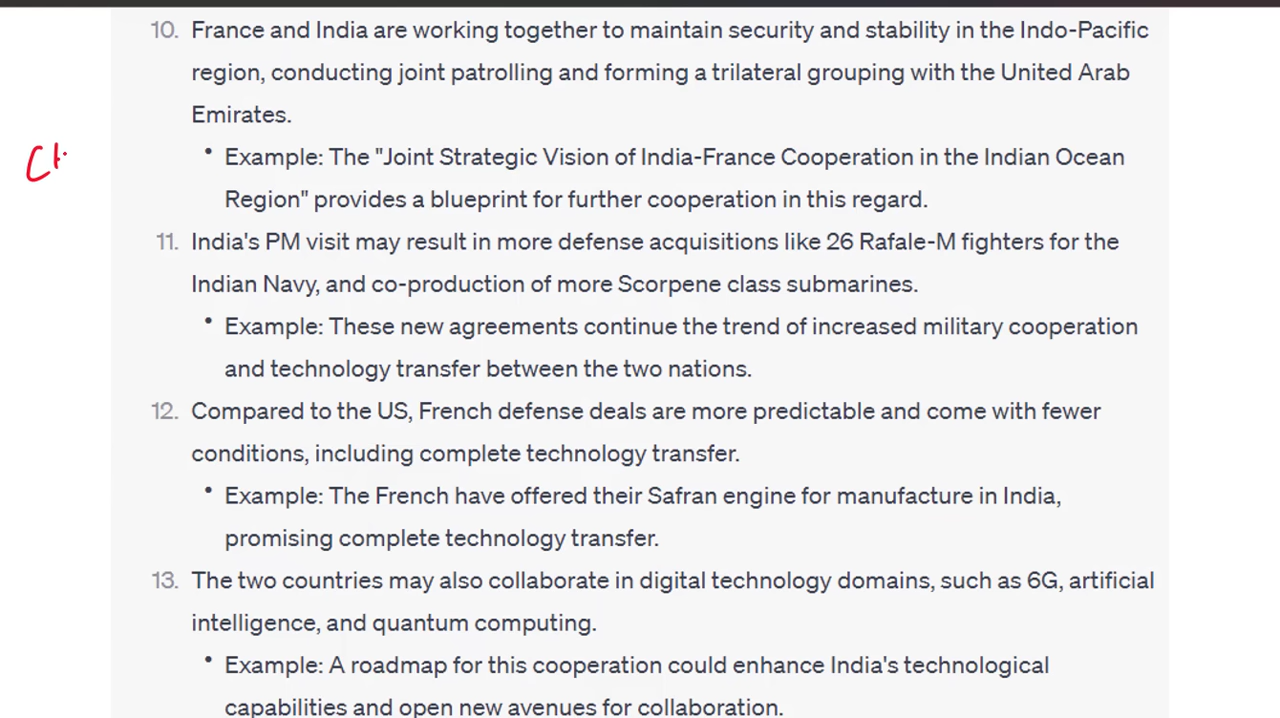 10. France and India are working together to maintain security and stability in the Indo-Pacific
region, conducting joint patrolling and forming a trilateral grouping with the United Arab
Emirates.
• Example: The "Joint Strategic Vision of India-France Cooperation in the Indian Ocean
Region" provides a blueprint for further cooperation in this regard.
11. India's PM visit may result in more defense acquisitions like 26 Rafale-M fighters for the
Indian Navy, and co-production of more Scorpene class submarines.
• Example: These new agreements continue the trend of increased military cooperation
and technology transfer between the two nations.
12. Compared to the US, French defense deals are more predictable and come with fewer
conditions, including complete technology transfer.
• Example: The French have offered their Safran engine for manufacture in India,
promising complete technology transfer.
13. The two countries may also collaborate in digital technology domains, such as 6G, artificial
intelligence, and quantum computing.
• Example: A roadmap for this cooperation could enhance India's technological
capabilities and open new avenues for collaboration.